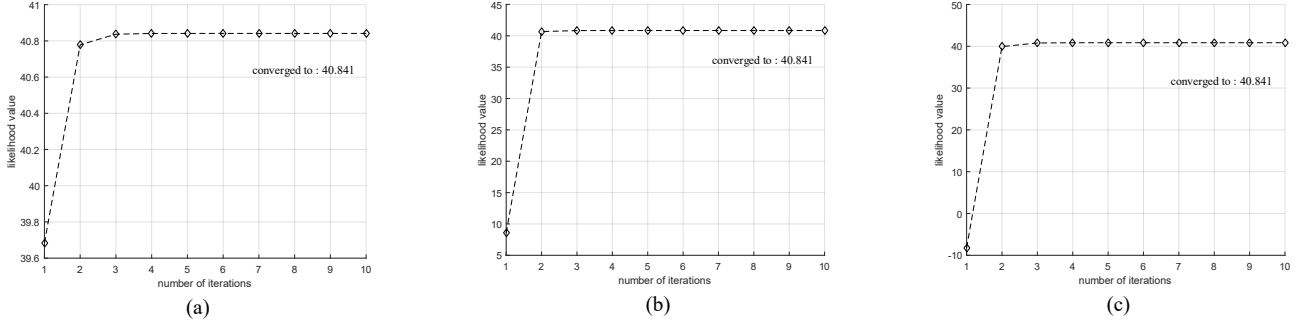 41
40.8
40.6
40.4
40.2
40
39.8
39.6
likelihood value
converged to : 40.841
1 2 3 4 5 6 7 8 9 10
number of iterations
(a)
45
40
35
30
25
20
15
10
5
likelihood value
converged to : 40.841
1 2 3 4 5 6 7 8 9 10
number of iterations
(b)
50
40
30
20
10
0
-10
likelihood value
converged to : 40.841
1 2 3 4 5 6 7 8 9 10
number of iterations
(c)